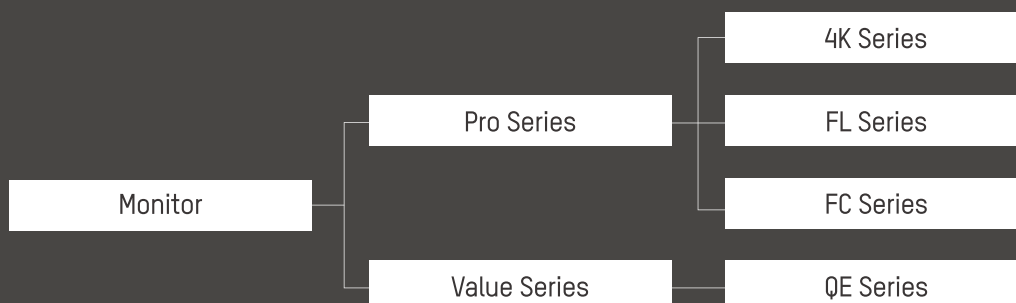 4K Series
Pro Series
FL Series
Monitor
FC Series
Value Series
QE Series